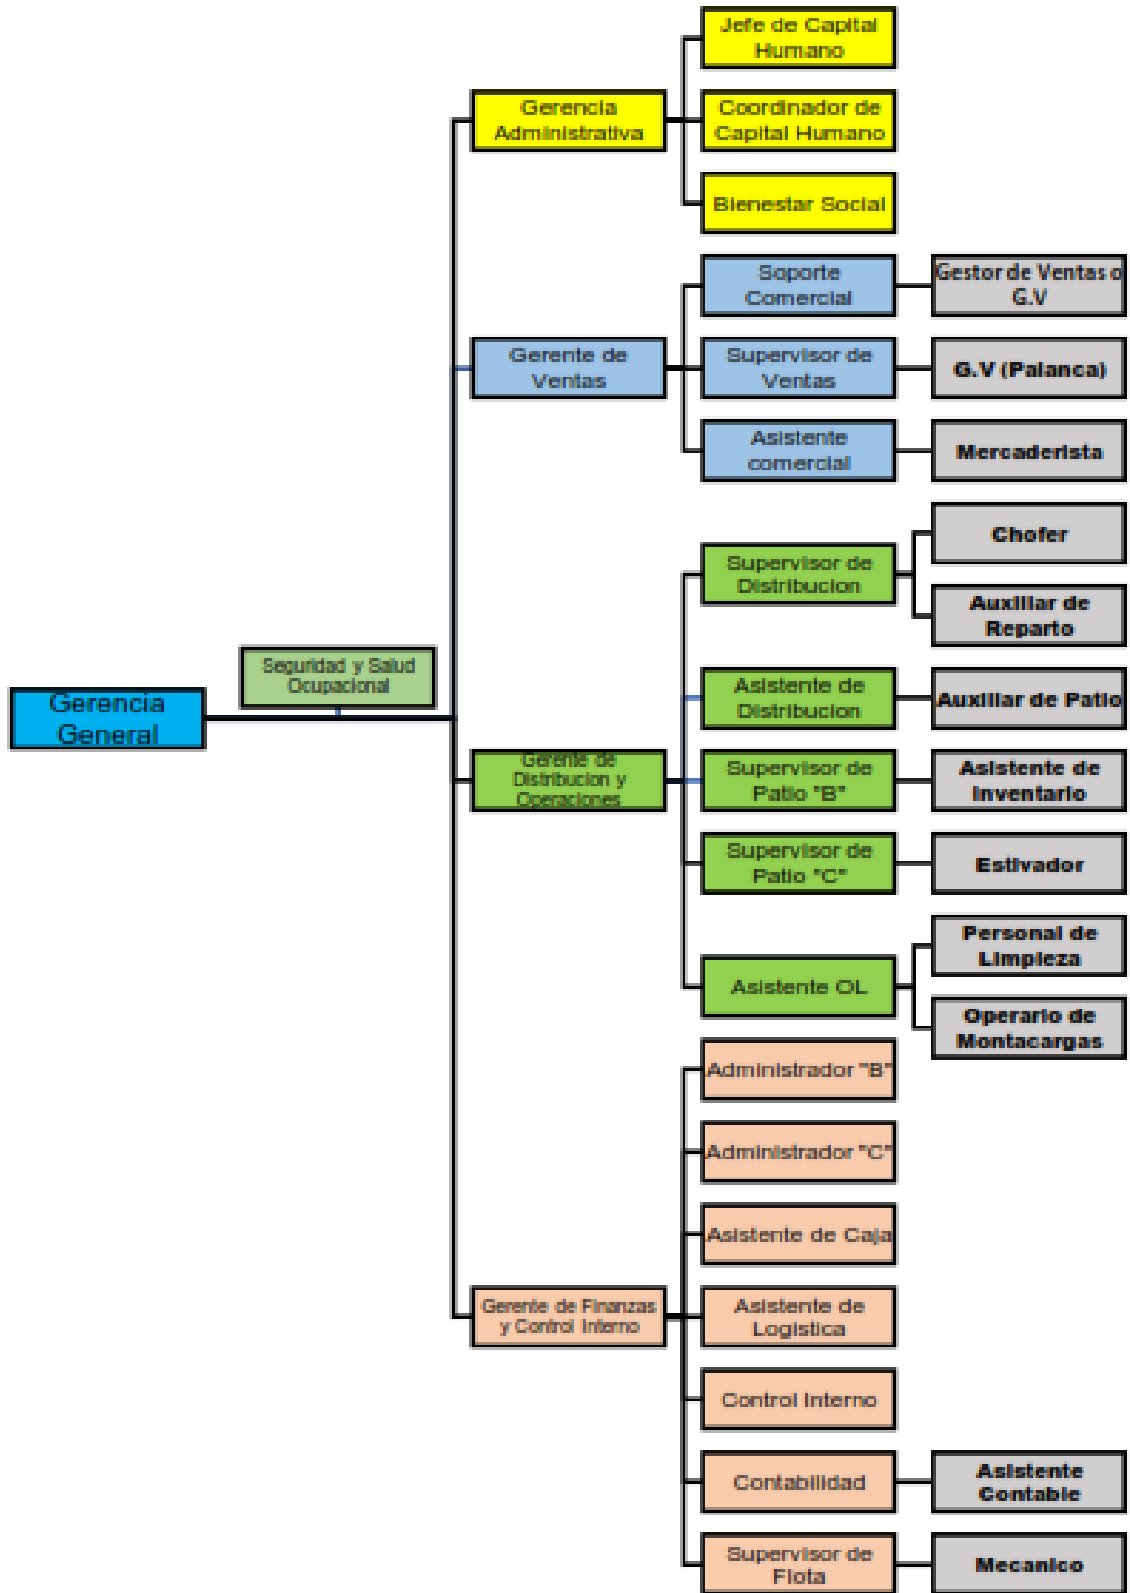 Jefe de Capital
Humano
Gerencia
Administrativa
Coordinador de
Capital Humano
Bienestar Social
Soporte
Comercial
Gestor de Ventas o
G.V
Gerente de
Ventas
Supervisor de
Ventas
G.V (Palanca)
Asistente
comercial
Mercaderista
Supervisor de
Distribucion
Chofer
Auxiliar de
Reparto
Seguridad y Salud
Ocupacional
Gerencia
General
Asistente de
Distribucion
Auxiliar de Patio
Gerente de
Distribucion y
Operaciones
Supervisor de
Patio "B"
Asistente de
Inventario
Supervisor de
Patio "C"
Estivador
Asistente OL
Personal de
Limpieza
Operario de
Montacargas
Administrador "B"
Administrador "C"
Asistente de Caja
Gerente de Finanzas
y Control Interno
Asistente de
Logistica
Control Interno
Contabilidad
Asistente
Contable
Supervisor de
Flota
Mecanico